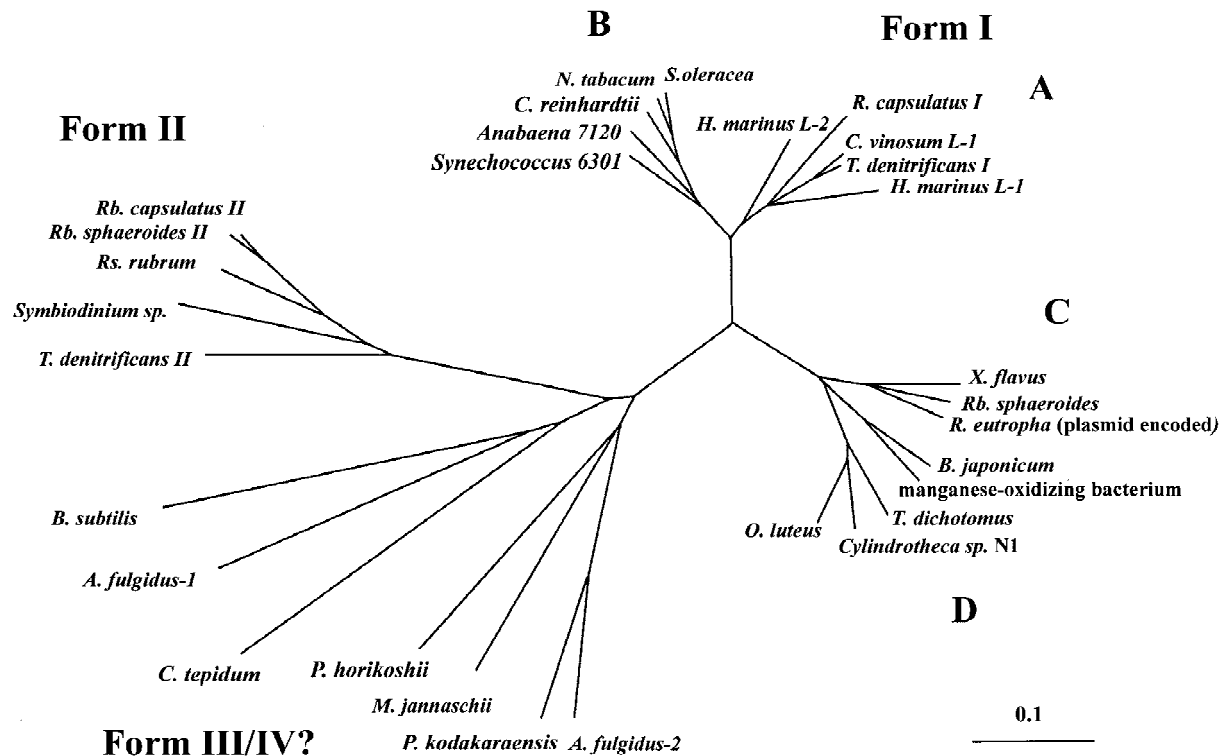 B
Form I
N. tabacum
S.oleracea
A
C. reinhardtii
R. capsulatus I
Form II
Anabaena 7120
H. marinus L-2
C. vinosum L-1
Synechococcus 6301
T. denitrificans I
H. marinus L-1
Rb. capsulatus II
Rb. sphaeroides II
Rs. rubrum
Symbiodinium sp.
C
T. denitrificans II
X. flavus
Rb. sphaeroides
R. eutropha (plasmid encoded)
B. japonicum
manganese-oxidizing bacterium
B. subtilis
T. dichotomus
O. luteus
Cylindrotheca sp. N1
A. fulgidus-1
D
C. tepidum
P. horikoshii
M. jannaschii
0.1
Form III/IV?
P. kodakaraensis
A. fulgidus-2